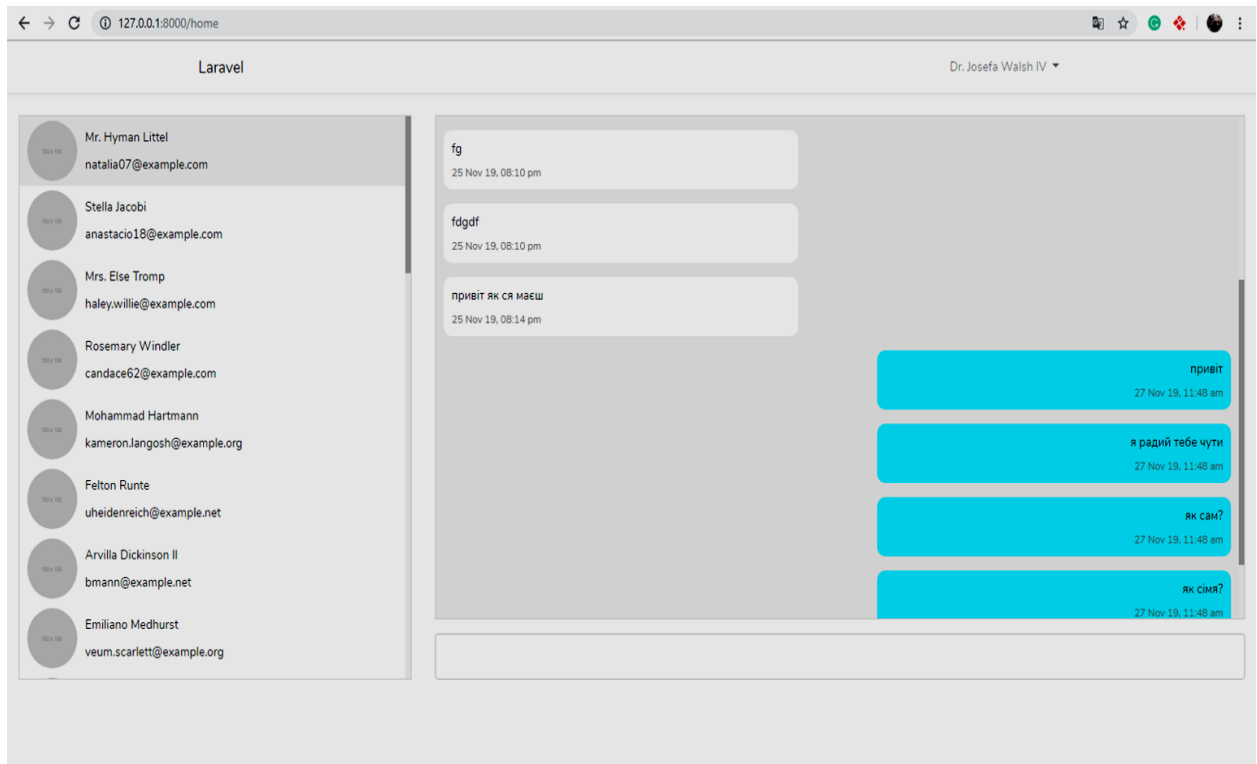 127.0.0.1:8000/home
Laravel
Dr. Josefa Walsh IV
Mr. Hyman Littel
natalia07@example.com
Stella Jacobi
anastacio18@example.com
Mrs. Else Tromp
haley.willie@example.com
Rosemary Windler
candace62@example.com
Mohammad Hartmann
kameron.langosh@example.org
Felton Runte
uheidenreich@example.net
Arvilla Dickinson II
bmann@example.net
Emiliano Medhurst
veum.scarlett@example.org
fg
25 Nov 19, 08:10 pm
fdgdf
25 Nov 19, 08:10 pm
привіт як ся маєш
25 Nov 19, 08:14 pm
привіт
27 Nov 19, 11:48 am
я радий тебе чути
27 Nov 19, 11:48 am
як сам?
27 Nov 19, 11:48 am
як сімя?
27 Nov 19, 11:48 am